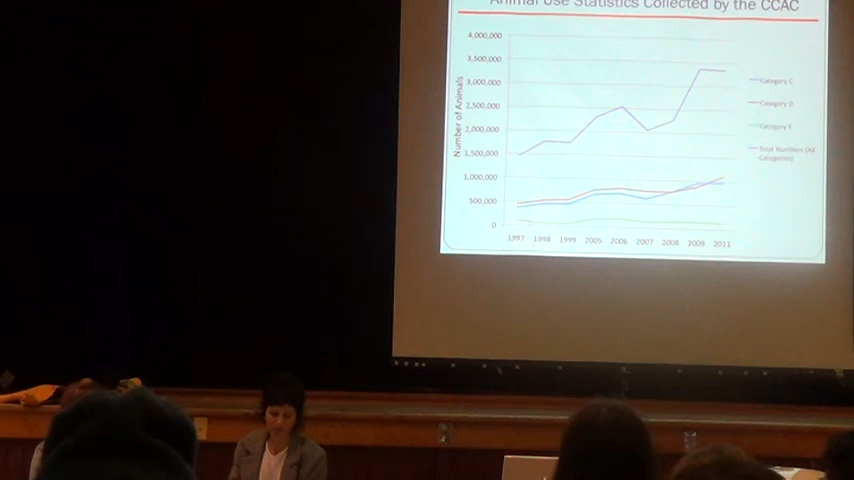 Animal Use Statistics Collected by the CCAC
4,000,000
3,500,000
3,000,000
2,500,000
2,000,000
1,500,000
1,000,000
500,000
0
Number of Animals
1997 1998 1999 2005 2006 2007 2008 2009 2011
Category C
Category D
Category E
Total Numbers (All
Categories)